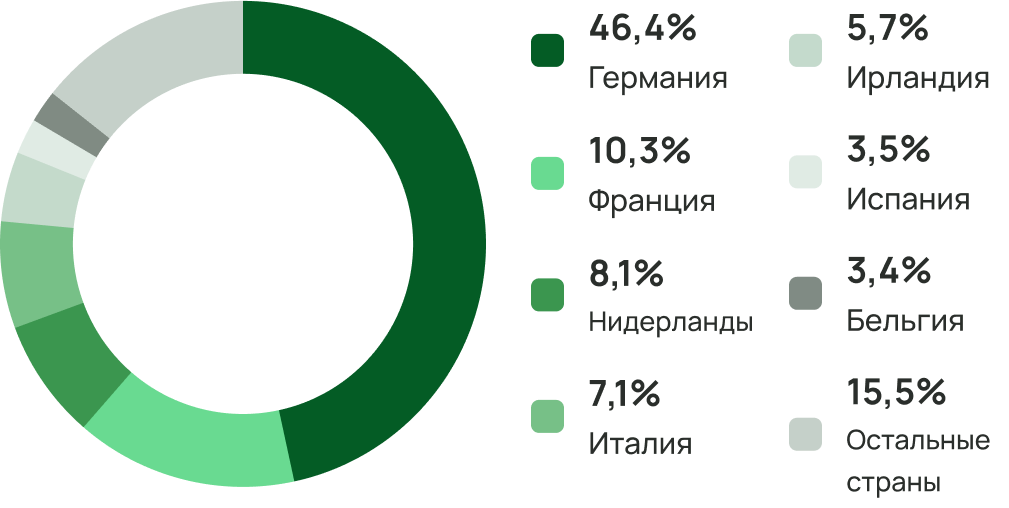 46,4%
Германия
10,3%
Франция
8,1%
Нидерланды
7,1%
Италия
5,7%
Ирландия
3,5%
Испания
3,4%
Бельгия
15,5%
Остальные
страны